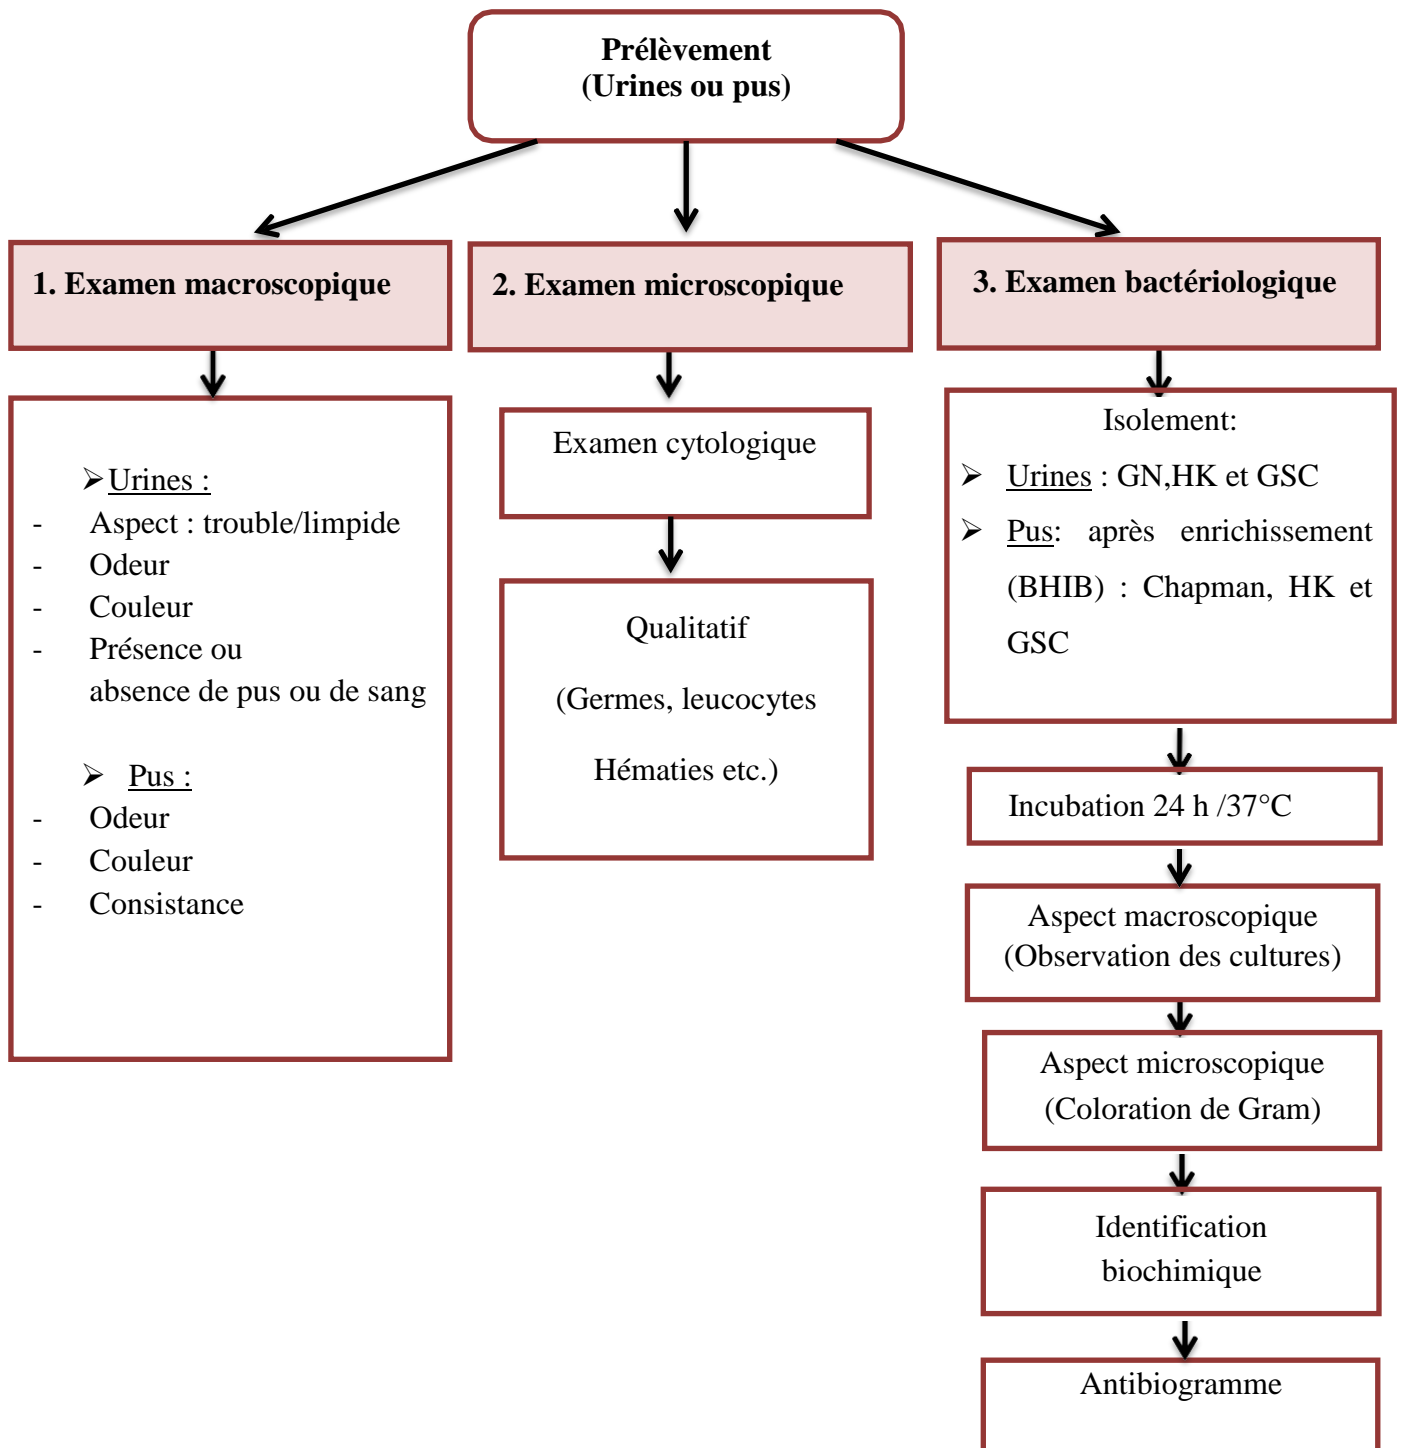 Prélèvement
(Urines ou pus)
1. Examen macroscopique
➢ Urines :
- Aspect : trouble/limpide
- Odeur
- Couleur
- Présence ou
absence de pus ou de sang
➢ Pus :
- Odeur
- Couleur
- Consistance
2. Examen microscopique
Examen cytologique
Qualitatif
(Germes, leucocytes
Hématies etc.)
3. Examen bactériologique
Isolement:
➢ Urines : GN,HK et GSC
➢ Pus: après enrichissement
(BHIB) : Chapman, HK et
GSC
Incubation 24 h /37°C
Aspect macroscopique
(Observation des cultures)
Aspect microscopique
(Coloration de Gram)
Identification
biochimique
Antibiogramme